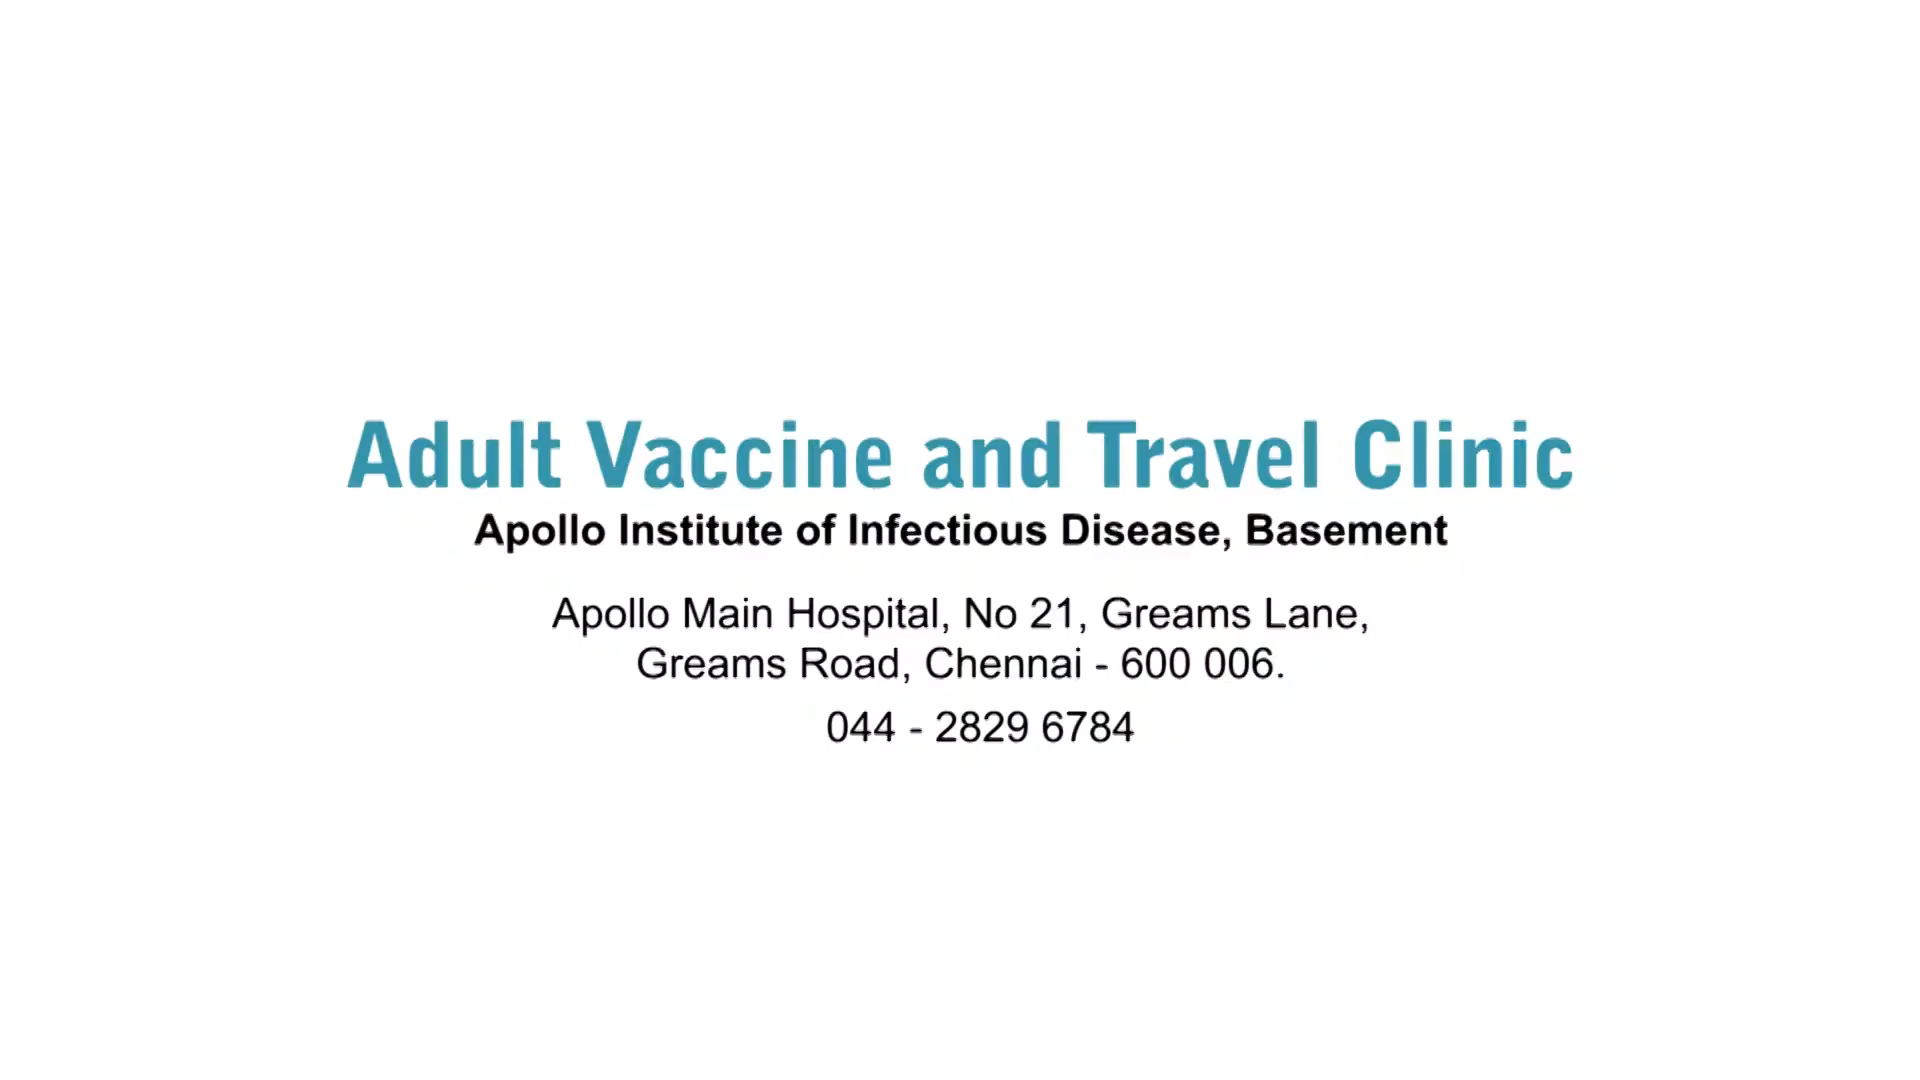 Adult Vaccine and Travel Clinic
Apollo Institute of Infectious Disease, Basement
Apollo Main Hospital, No 21, Greams Lane,
Greams Road, Chennai - 600 006.
044 - 2829 6784